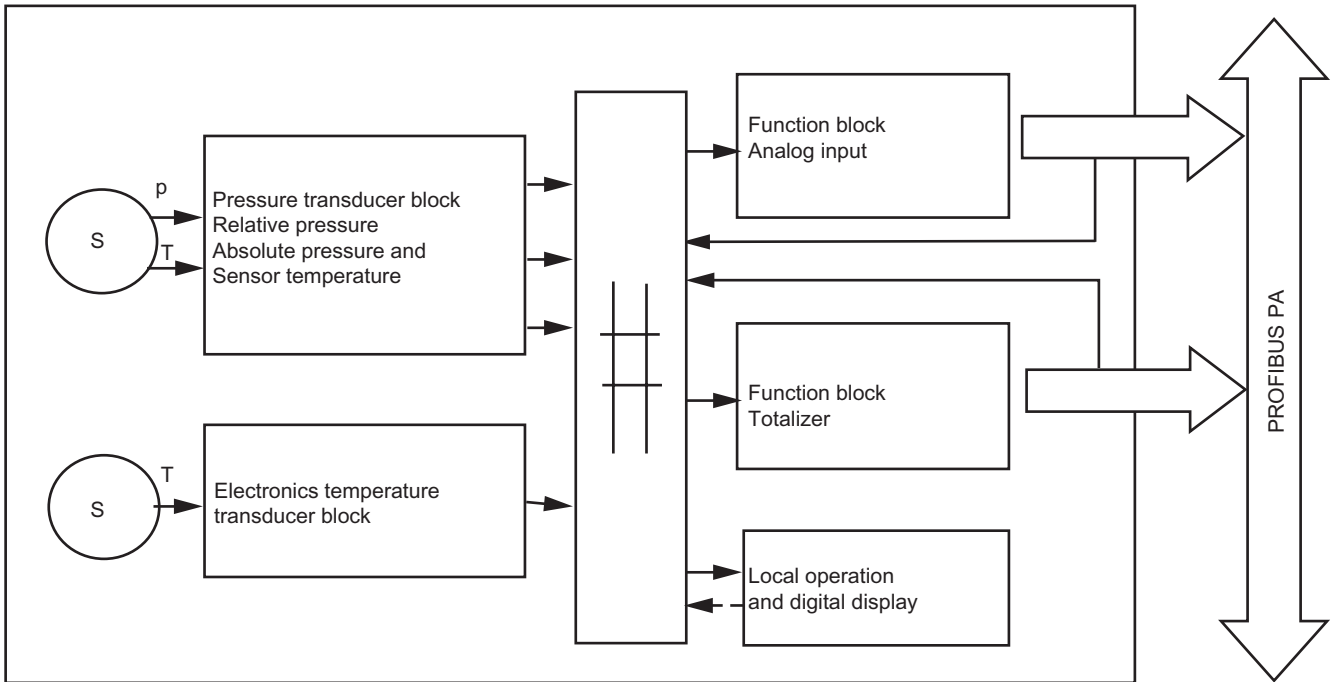 p
T
S
Pressure transducer block
Relative pressure
Absolute pressure and
Sensor temperature
T
S
Electronics temperature
transducer block
Function block
Analog input
Function block
Totalizer
Local operation
and digital display
PROFIBUS PA